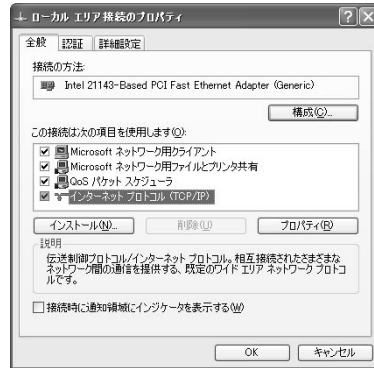 ローカル エリア接続のプロパティ
全般 認証 詳細設定
接続の方法:
Intel 21143-Based PCI Fast Ethernet Adapter (Generic)
構成(C)...
この接続は次の項目を使用します(O):
Microsoft ネットワーク用クライアント
Microsoft ネットワーク用ファイルとプリンタ共有
QoS パケット スケジューラ
インターネット プロトコル (TCP/IP)
インストール(N)... 削除(U) プロパティ(R)
説明
伝送制御プロトコル/インターネット プロトコル。相互接続されたさまざまな
ネットワーク間の通信を提供する、既定のワイド エリア ネットワーク プロトコ
ルです。
接続時に通知領域にインジケータを表示する(W)
OK キャンセル